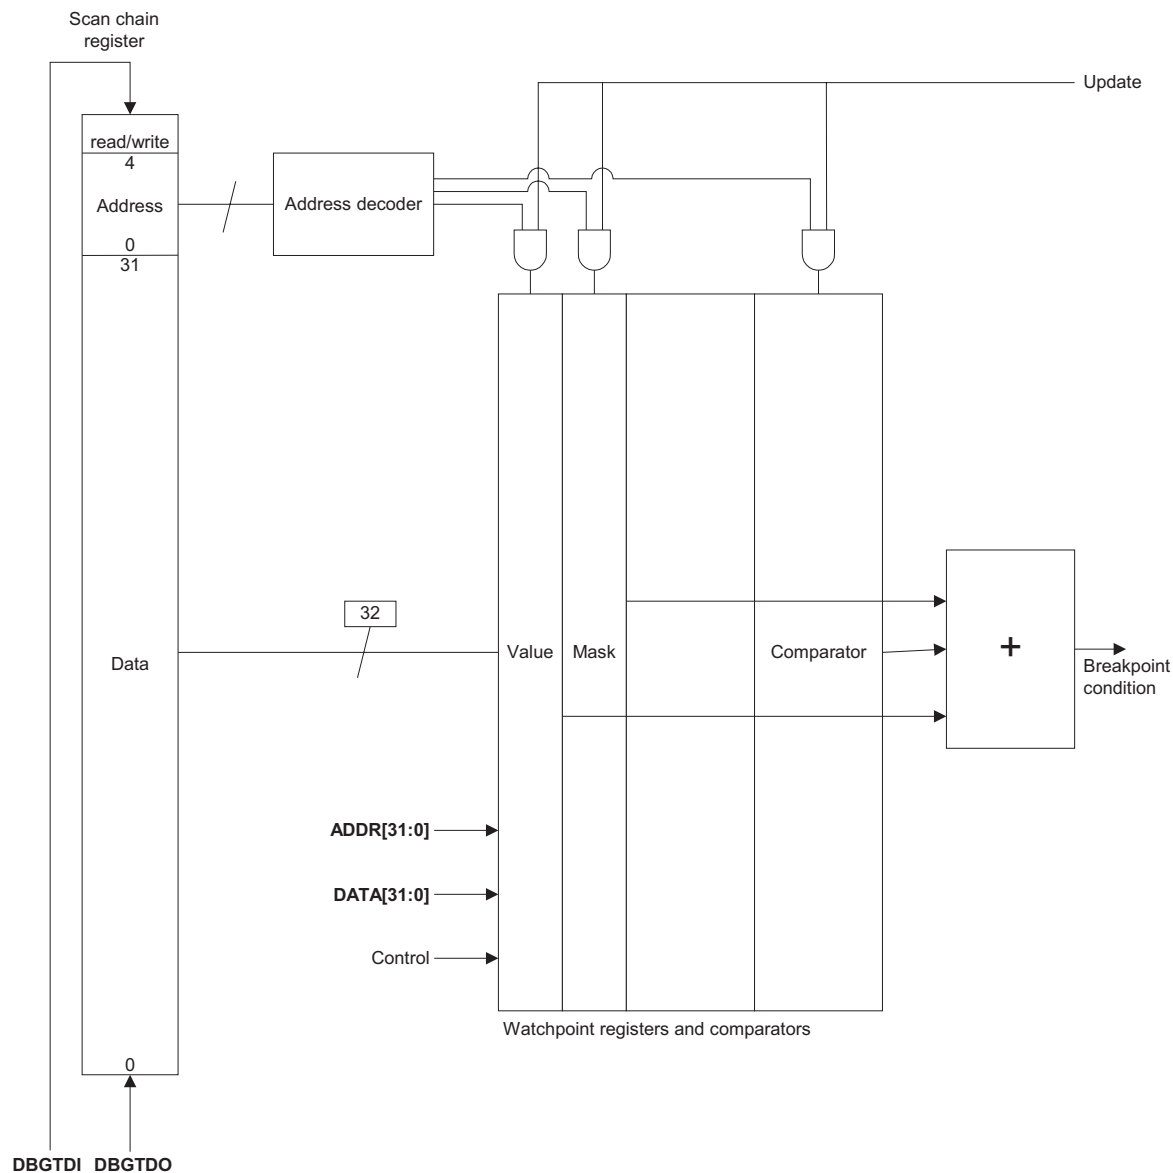 Scan chain
register
Update
read/write
4
Address
Address decoder
0
31
32
Data
Value
Mask
Comparator
+
Breakpoint
condition
ADDR[31:0]
DATA[31:0]
Control
Watchpoint registers and comparators
0
DBGTDI DBGTDO